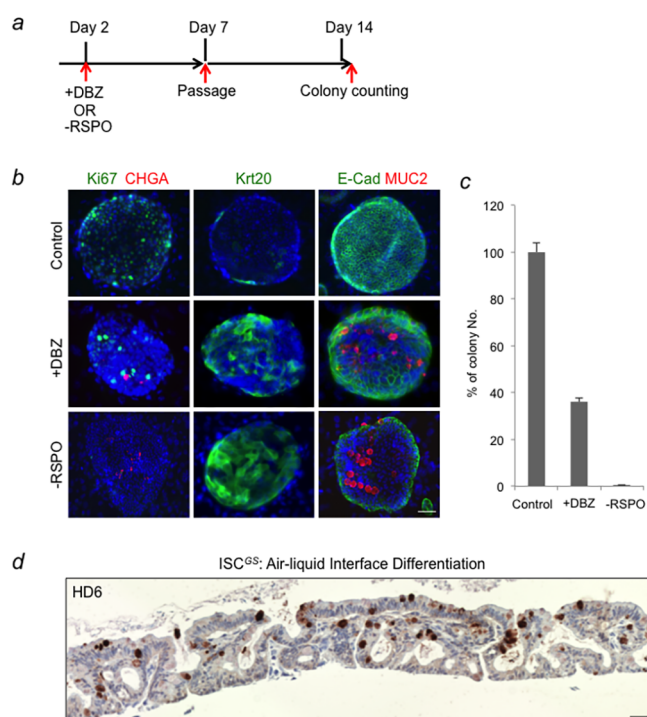 a
Day 2 Day 7 Day 14
+DBZ Passage Colony counting
OR
-RSPO
b
Ki67 CHGA Krt20 E-Cad MUC2
Control
+DBZ
-RSPO
c
% of colony No.
120
100
80
60
40
20
0
Control +DBZ -RSPO
d
ISCGS: Air-liquid Interface Differentiation
HD6